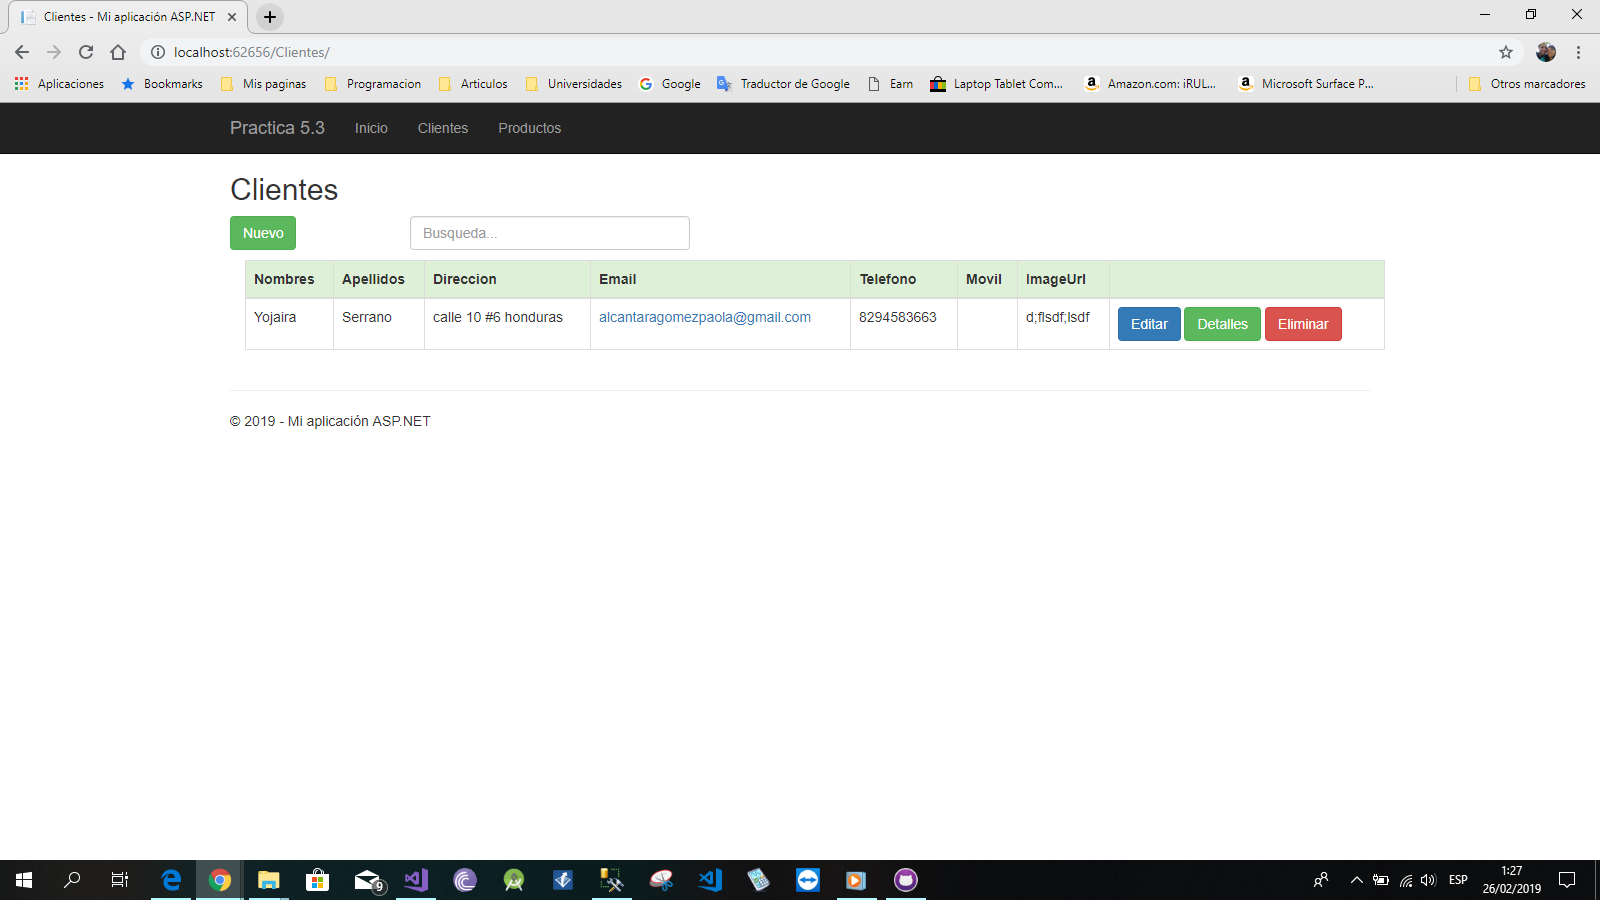 Clientes - Mi aplicación ASP.NET
localhost:62656/Clientes/
Aplicaciones Bookmarks Mis paginas Programacion Articulos Universidades Google Traductor de Google Earn Laptop Tablet Com... Amazon.com: iRUL... Microsoft Surface P... Otros marcadores
Practica 5.3 Inicio Clientes Productos
Clientes
Nuevo Busqueda...
Nombres Apellidos Direccion Email Telefono Movil ImageUrl
Yojaira Serrano calle 10 #6 honduras alcantaragomezpaola@gmail.com 8294583663 d;flsdf;lsdf Editar Detalles Eliminar
© 2019 - Mi aplicación ASP.NET
9
ESP
1:27
26/02/2019